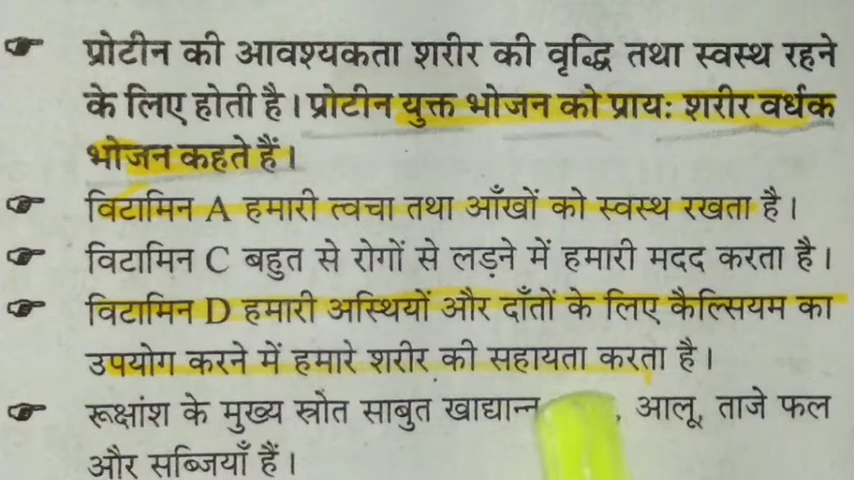 प्रोटीन की आवश्यकता शरीर की वृद्धि तथा स्वस्थ रहने
के लिए होती है। प्रोटीन युक्त भोजन को प्रायः शरीर वर्धक
भोजन कहते हैं।
विटामिन A हमारी त्वचा तथा आँखों को स्वस्थ रखता है।
विटामिन C बहुत से रोगों से लड़ने में हमारी मदद करता है।
विटामिन D हमारी अस्थियों और दाँतों के लिए कैल्सियम का
उपयोग करने में हमारे शरीर की सहायता करता है।
रूक्षांश के मुख्य स्रोत साबुत खाद्यान्न , आलू, ताजे फल
और सब्जियाँ हैं।